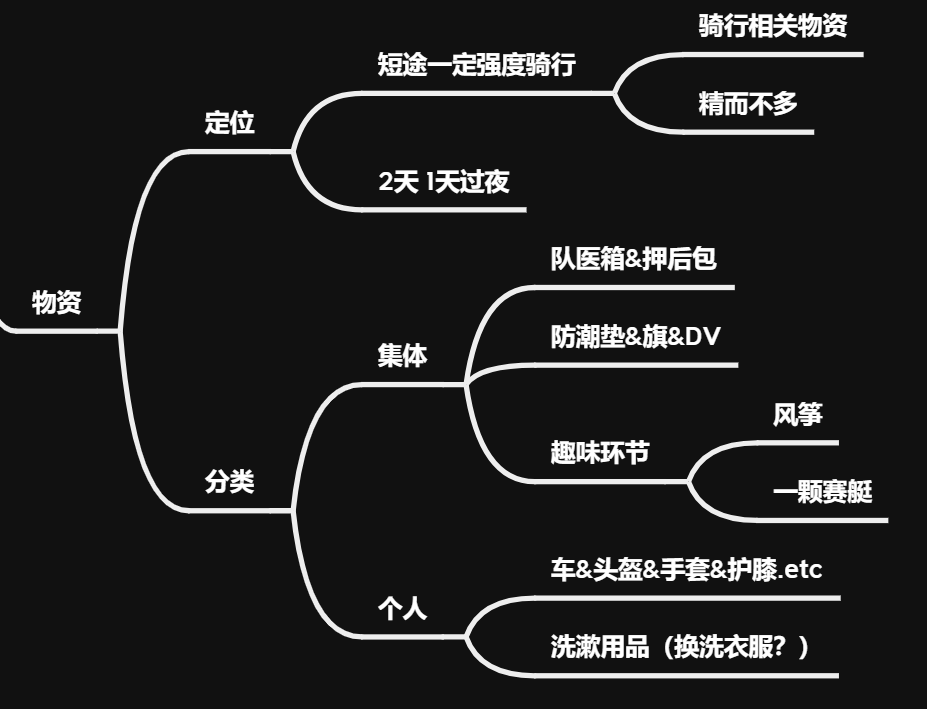 骑行相关物资
短途一定强度骑行
精而不多
定位
2天 1天过夜
队医箱&押后包
物资
防潮垫&旗&DV
集体
风筝
趣味环节
分类
一颗赛艇
车&头盔&手套&护膝.etc
个人
洗漱用品（换洗衣服？）